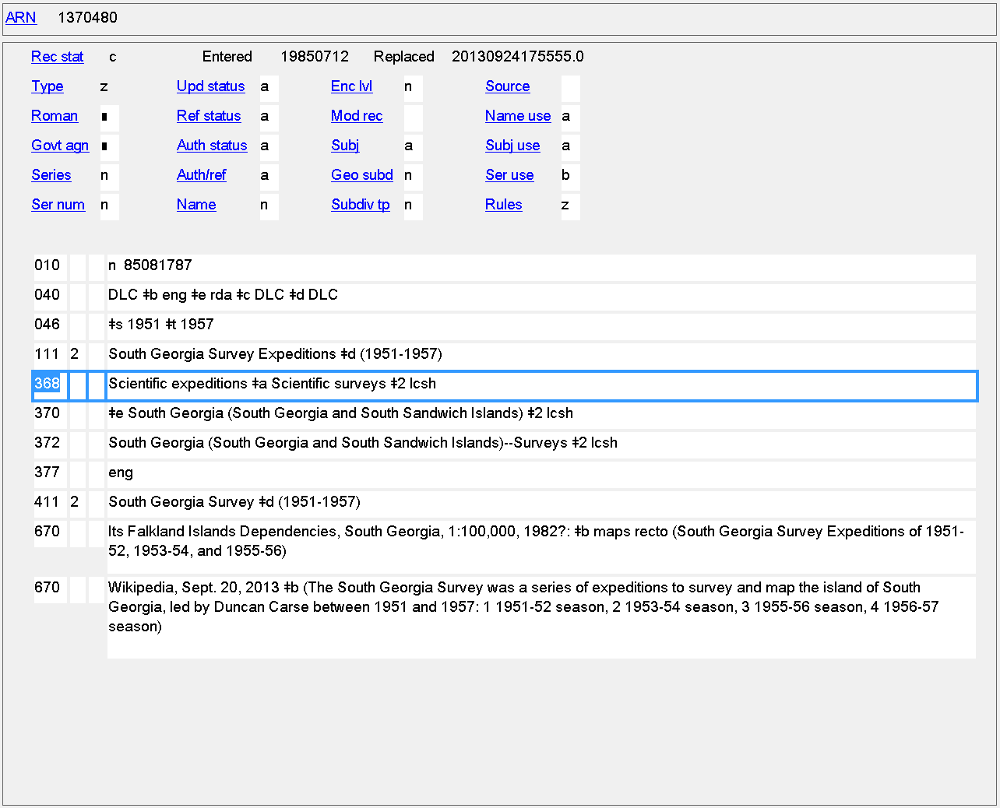 ARN 1370480
Rec stat c Entered 19850712 Replaced 20130924175555.0
Type z Upd status a Enc lvl n Source
Roman ▪ Ref status a Mod rec Name use a
Govt agn ▪ Auth status a Subj a Subj use a
Series n Auth/ref a Geo subd n Ser use b
Ser num n Name n Subdiv tp n Rules z
010 n 85081787
040 DLC ǂb eng ǂe rda ǂc DLC ǂd DLC
046 ǂs 1951 ǂt 1957
111 2 South Georgia Survey Expeditions ǂd (1951-1957)
368 Scientific expeditions ǂa Scientific surveys ǂ2 lcsh
370 ǂe South Georgia (South Georgia and South Sandwich Islands) ǂ2 lcsh
372 South Georgia (South Georgia and South Sandwich Islands)--Surveys ǂ2 lcsh
377 eng
411 2 South Georgia Survey ǂd (1951-1957)
670 Its Falkland Islands Dependencies, South Georgia, 1:100,000, 1982?: ǂb maps recto (South Georgia Survey Expeditions of 1951-
52, 1953-54, and 1955-56)
670 Wikipedia, Sept. 20, 2013 ǂb (The South Georgia Survey was a series of expeditions to survey and map the island of South
Georgia, led by Duncan Carse between 1951 and 1957: 1 1951-52 season, 2 1953-54 season, 3 1955-56 season, 4 1956-57
season)